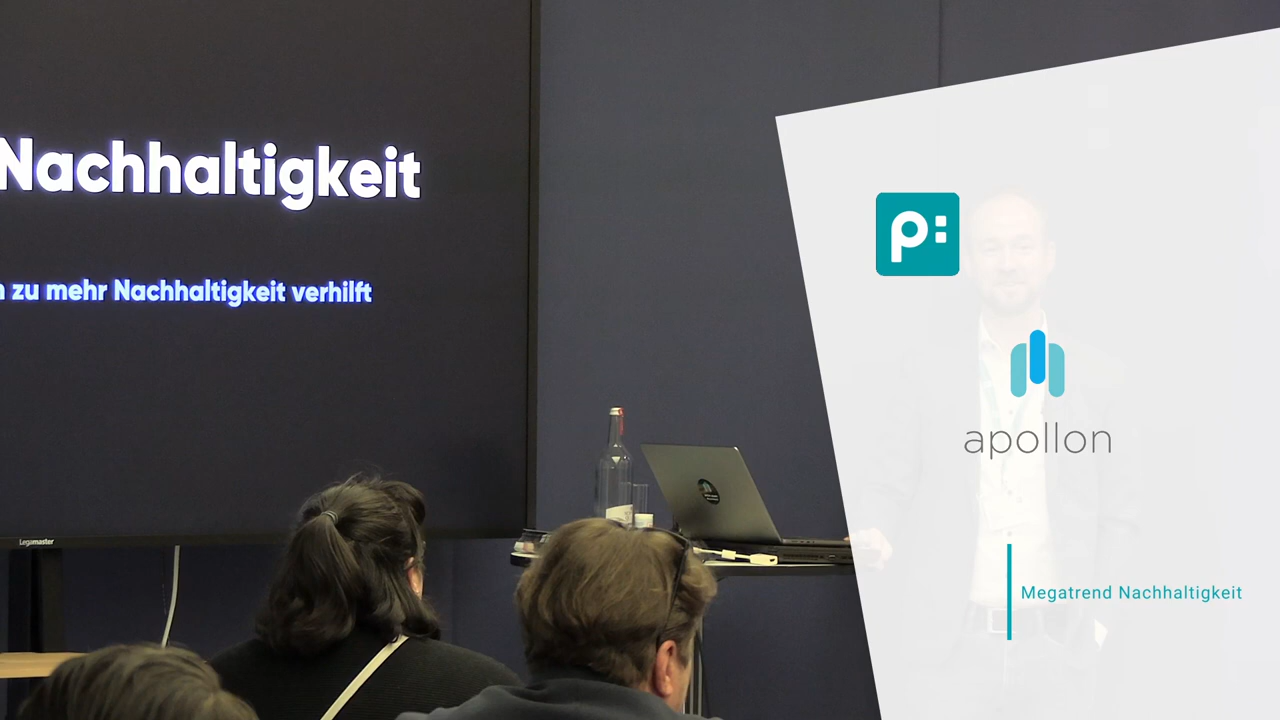 Nachhaltigkeit
zu mehr Nachhaltigkeit verhilft
Legamaster
p:
apollon
Megatrend Nachhaltigkeit